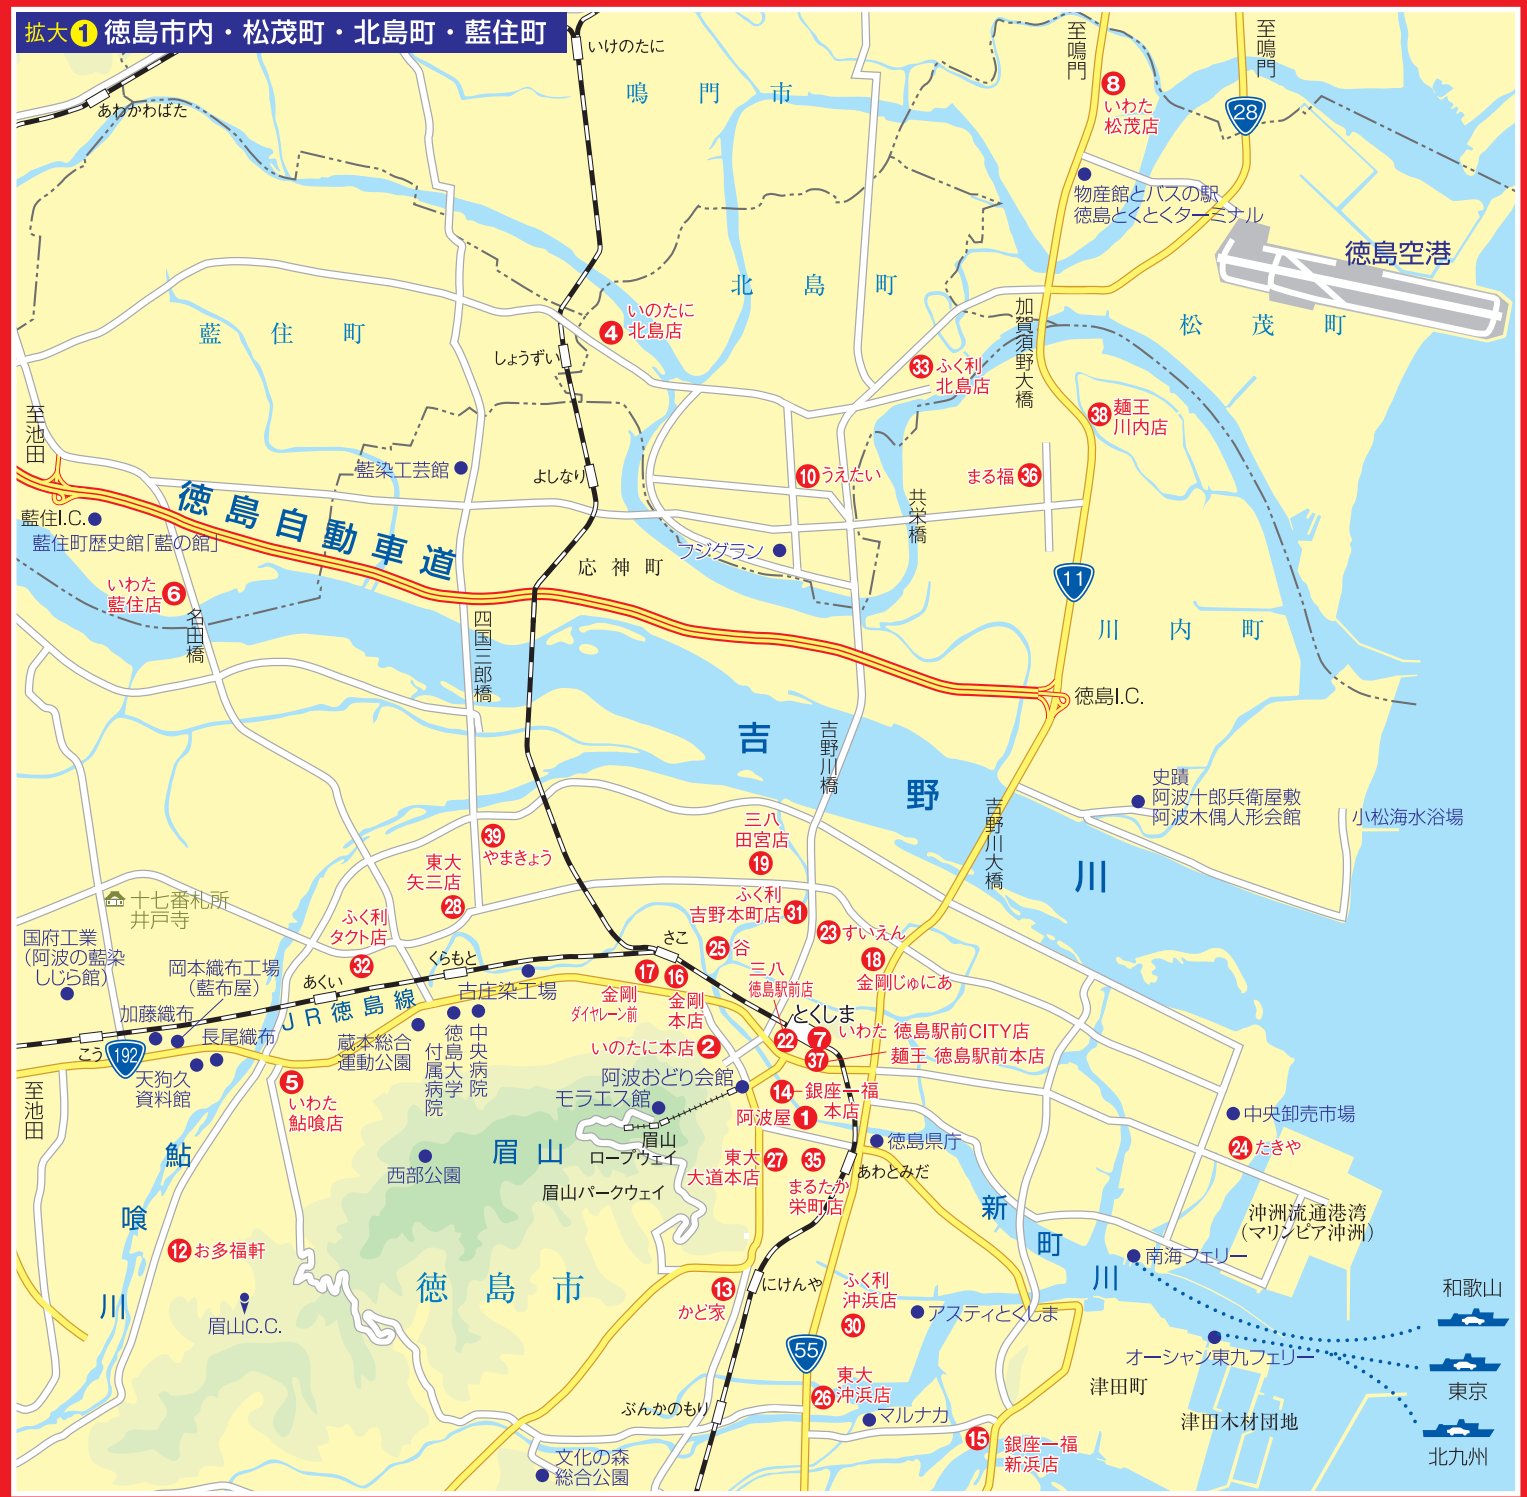 拡大1 徳島市内・松茂町・北島町・藍住町
いけのたに
あわかわばた
鳴門市
至鳴門
至鳴門
8
いわた
松茂店
28
物産館とバスの駅
徳島とくとくターミナル
徳島空港
北島町
松茂町
藍住町
4
いのたに
北島店
しょうずい
加賀須野大橋
33
ふく利
北島店
38
麺王
川内店
至池田
藍染工芸館
よしなり
10
うえたい
まる福
36
共栄橋
藍住I.C.
藍住町歴史館「藍の館」
徳島自動車道
フジグラン
応神町
11
いわた
藍住店
6
名田橋
四国三郎橋
川内町
徳島I.C.
吉野川
吉野川橋
吉野川大橋
史蹟
阿波十郎兵衛屋敷
阿波木偶人形会館
小松海水浴場
39
やまきょう
三八
田宮店
19
東大
矢三店
28
十七番札所
井戸寺
ふく利
吉野本町店
31
ふく利
タクト店
32
23
すいえん
国府工業
(阿波の藍染
しじら館)
岡本織布工場
(藍布屋)
さこ
25
谷
18
金剛じゅにあ
くらもと
あくい
17
金剛
ダイヤレーン前
16
金剛
本店
三八
徳島駅前店
古庄染工場
加藤織布
JR徳島線
とくしま
22
7
いわた 徳島駅前CITY店
37
麺王 徳島駅前本店
長尾織布
こう
192
蔵本総合
運動公園
徳島大学
付属病院
中央病院
いのたに本店
2
天狗久
資料館
至池田
5
いわた
鮎喰店
阿波おどり会館
モラエス館
14
銀座一福
本店
阿波屋
1
中央卸売市場
24
たきや
鮎喰川
眉山
眉山
ロープウェイ
徳島県庁
西部公園
眉山パークウェイ
東大
大道本店
27
35
まるたか
栄町店
あわとみだ
新町川
沖洲流通港湾
(マリンピア沖洲)
12
お多福軒
南海フェリー
徳島市
13
かど家
にけんや
ふく利
沖浜店
30
アスティとくしま
眉山C.C.
和歌山
オーシャン東九フェリー
55
東京
津田町
東大
沖浜店
26
ぶんかのもり
マルナカ
津田木材団地
15
銀座一福
新浜店
北九州
文化の森
総合公園